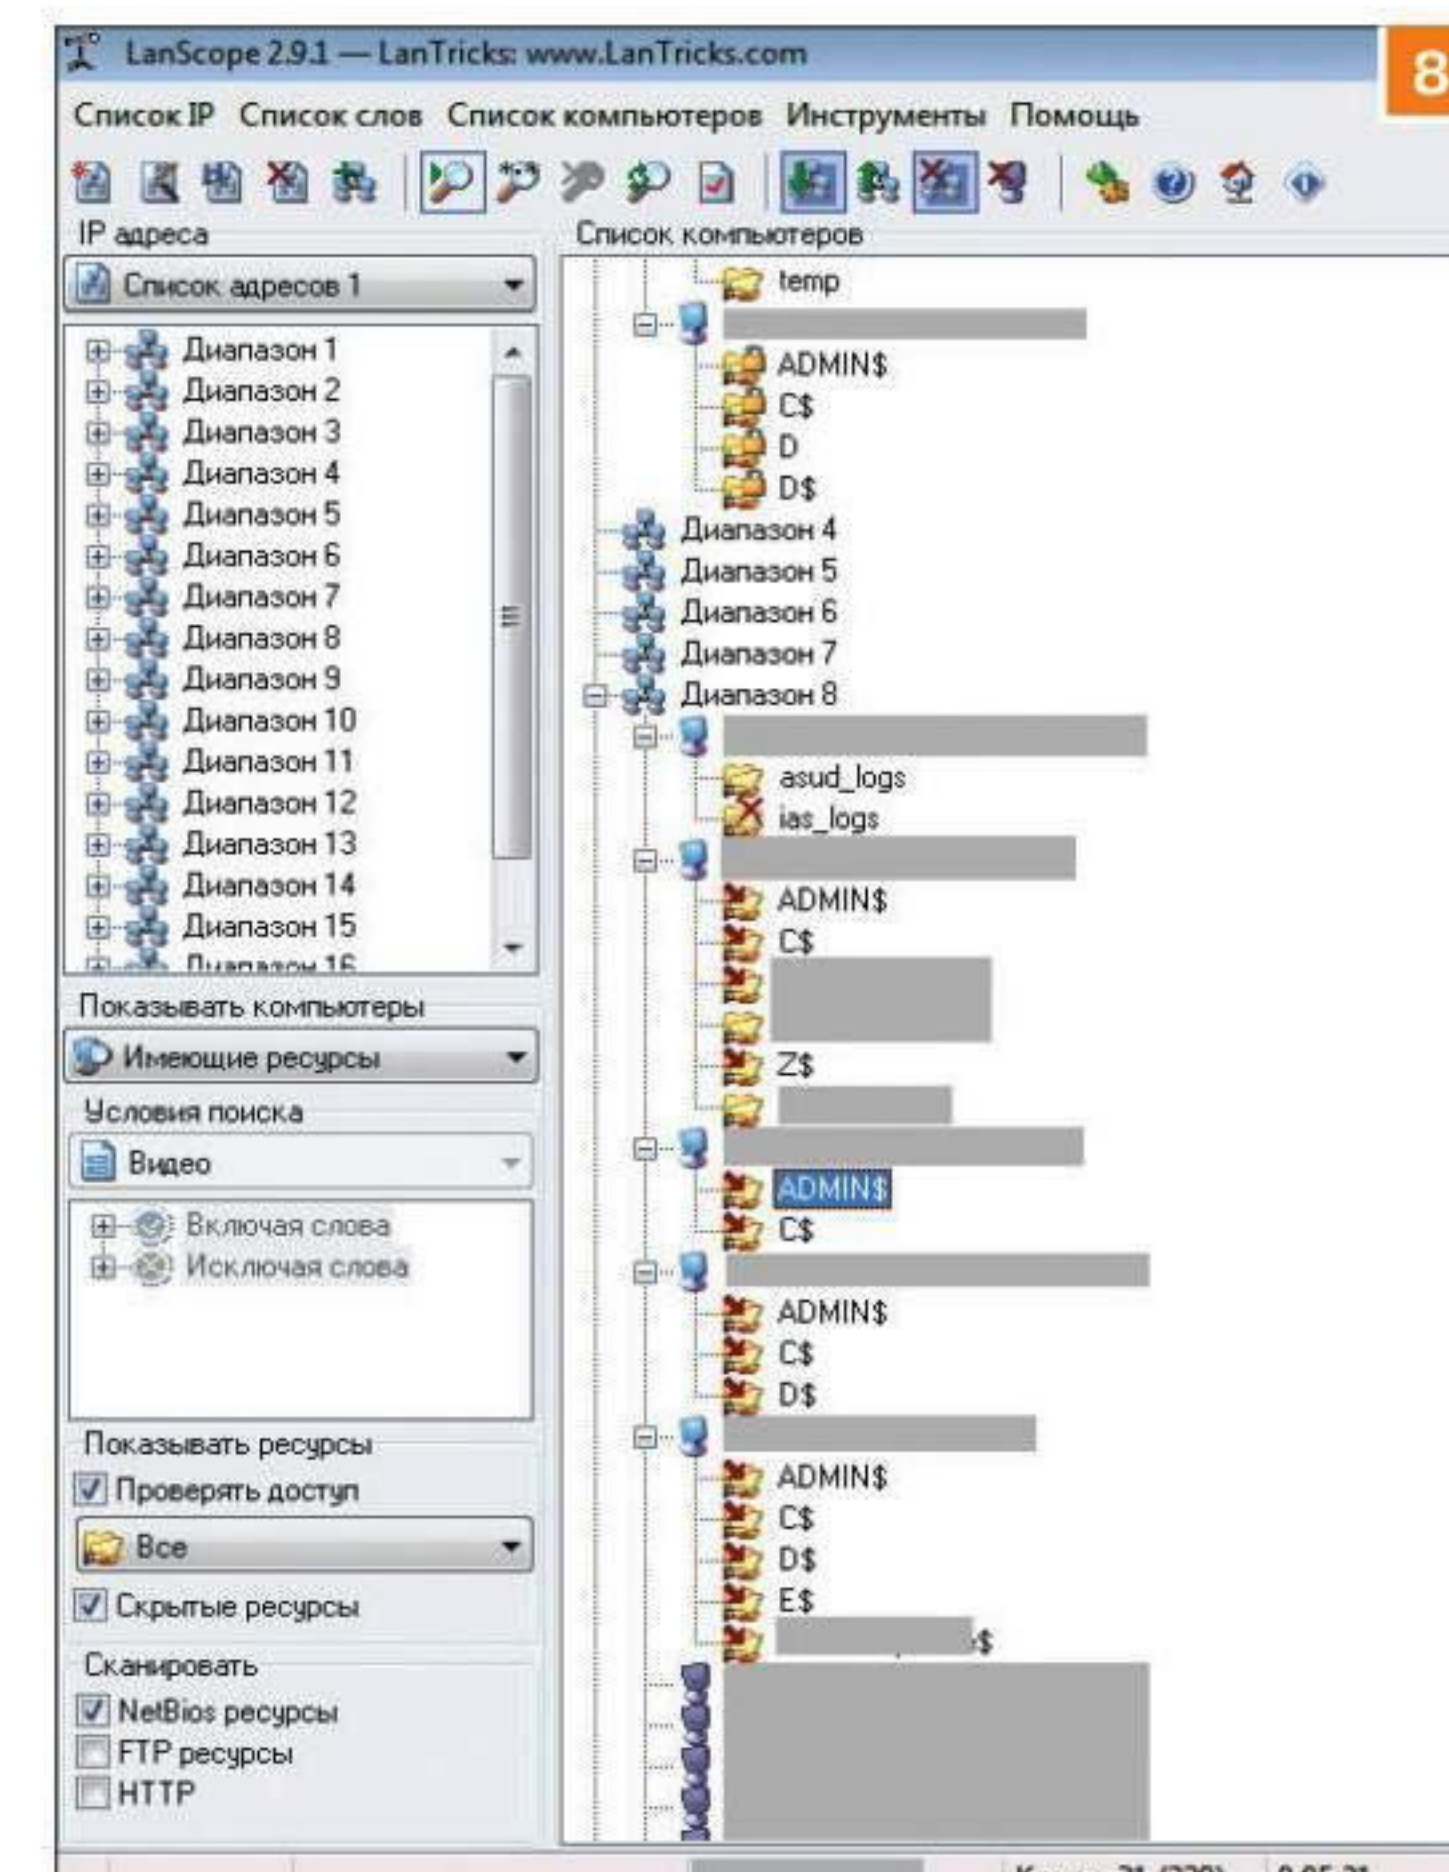 LanScope 2.9.1 — LanTricks: www.LanTricks.com
8
Список IP Список слов Список компьютеров Инструменты Помощь
IP адреса
Список адресов 1
Диапазон 1
Диапазон 2
Диапазон 3
Диапазон 4
Диапазон 5
Диапазон 6
Диапазон 7
Диапазон 8
Диапазон 9
Диапазон 10
Диапазон 11
Диапазон 12
Диапазон 13
Диапазон 14
Диапазон 15
Диапазон 16
Показывать компьютеры
Имеющие ресурсы
Условия поиска
Видео
Включая слова
Исключая слова
Показывать ресурсы
Проверять доступ
Все
Скрытые ресурсы
Сканировать
NetBios ресурсы
FTP ресурсы
HTTP
Список компьютеров
temp
ADMIN$
C$
D
D$
Диапазон 4
Диапазон 5
Диапазон 6
Диапазон 7
Диапазон 8
asud_logs
ias_logs
ADMIN$
C$
Z$
ADMIN$
C$
ADMIN$
C$
D$
ADMIN$
C$
D$
E$
$